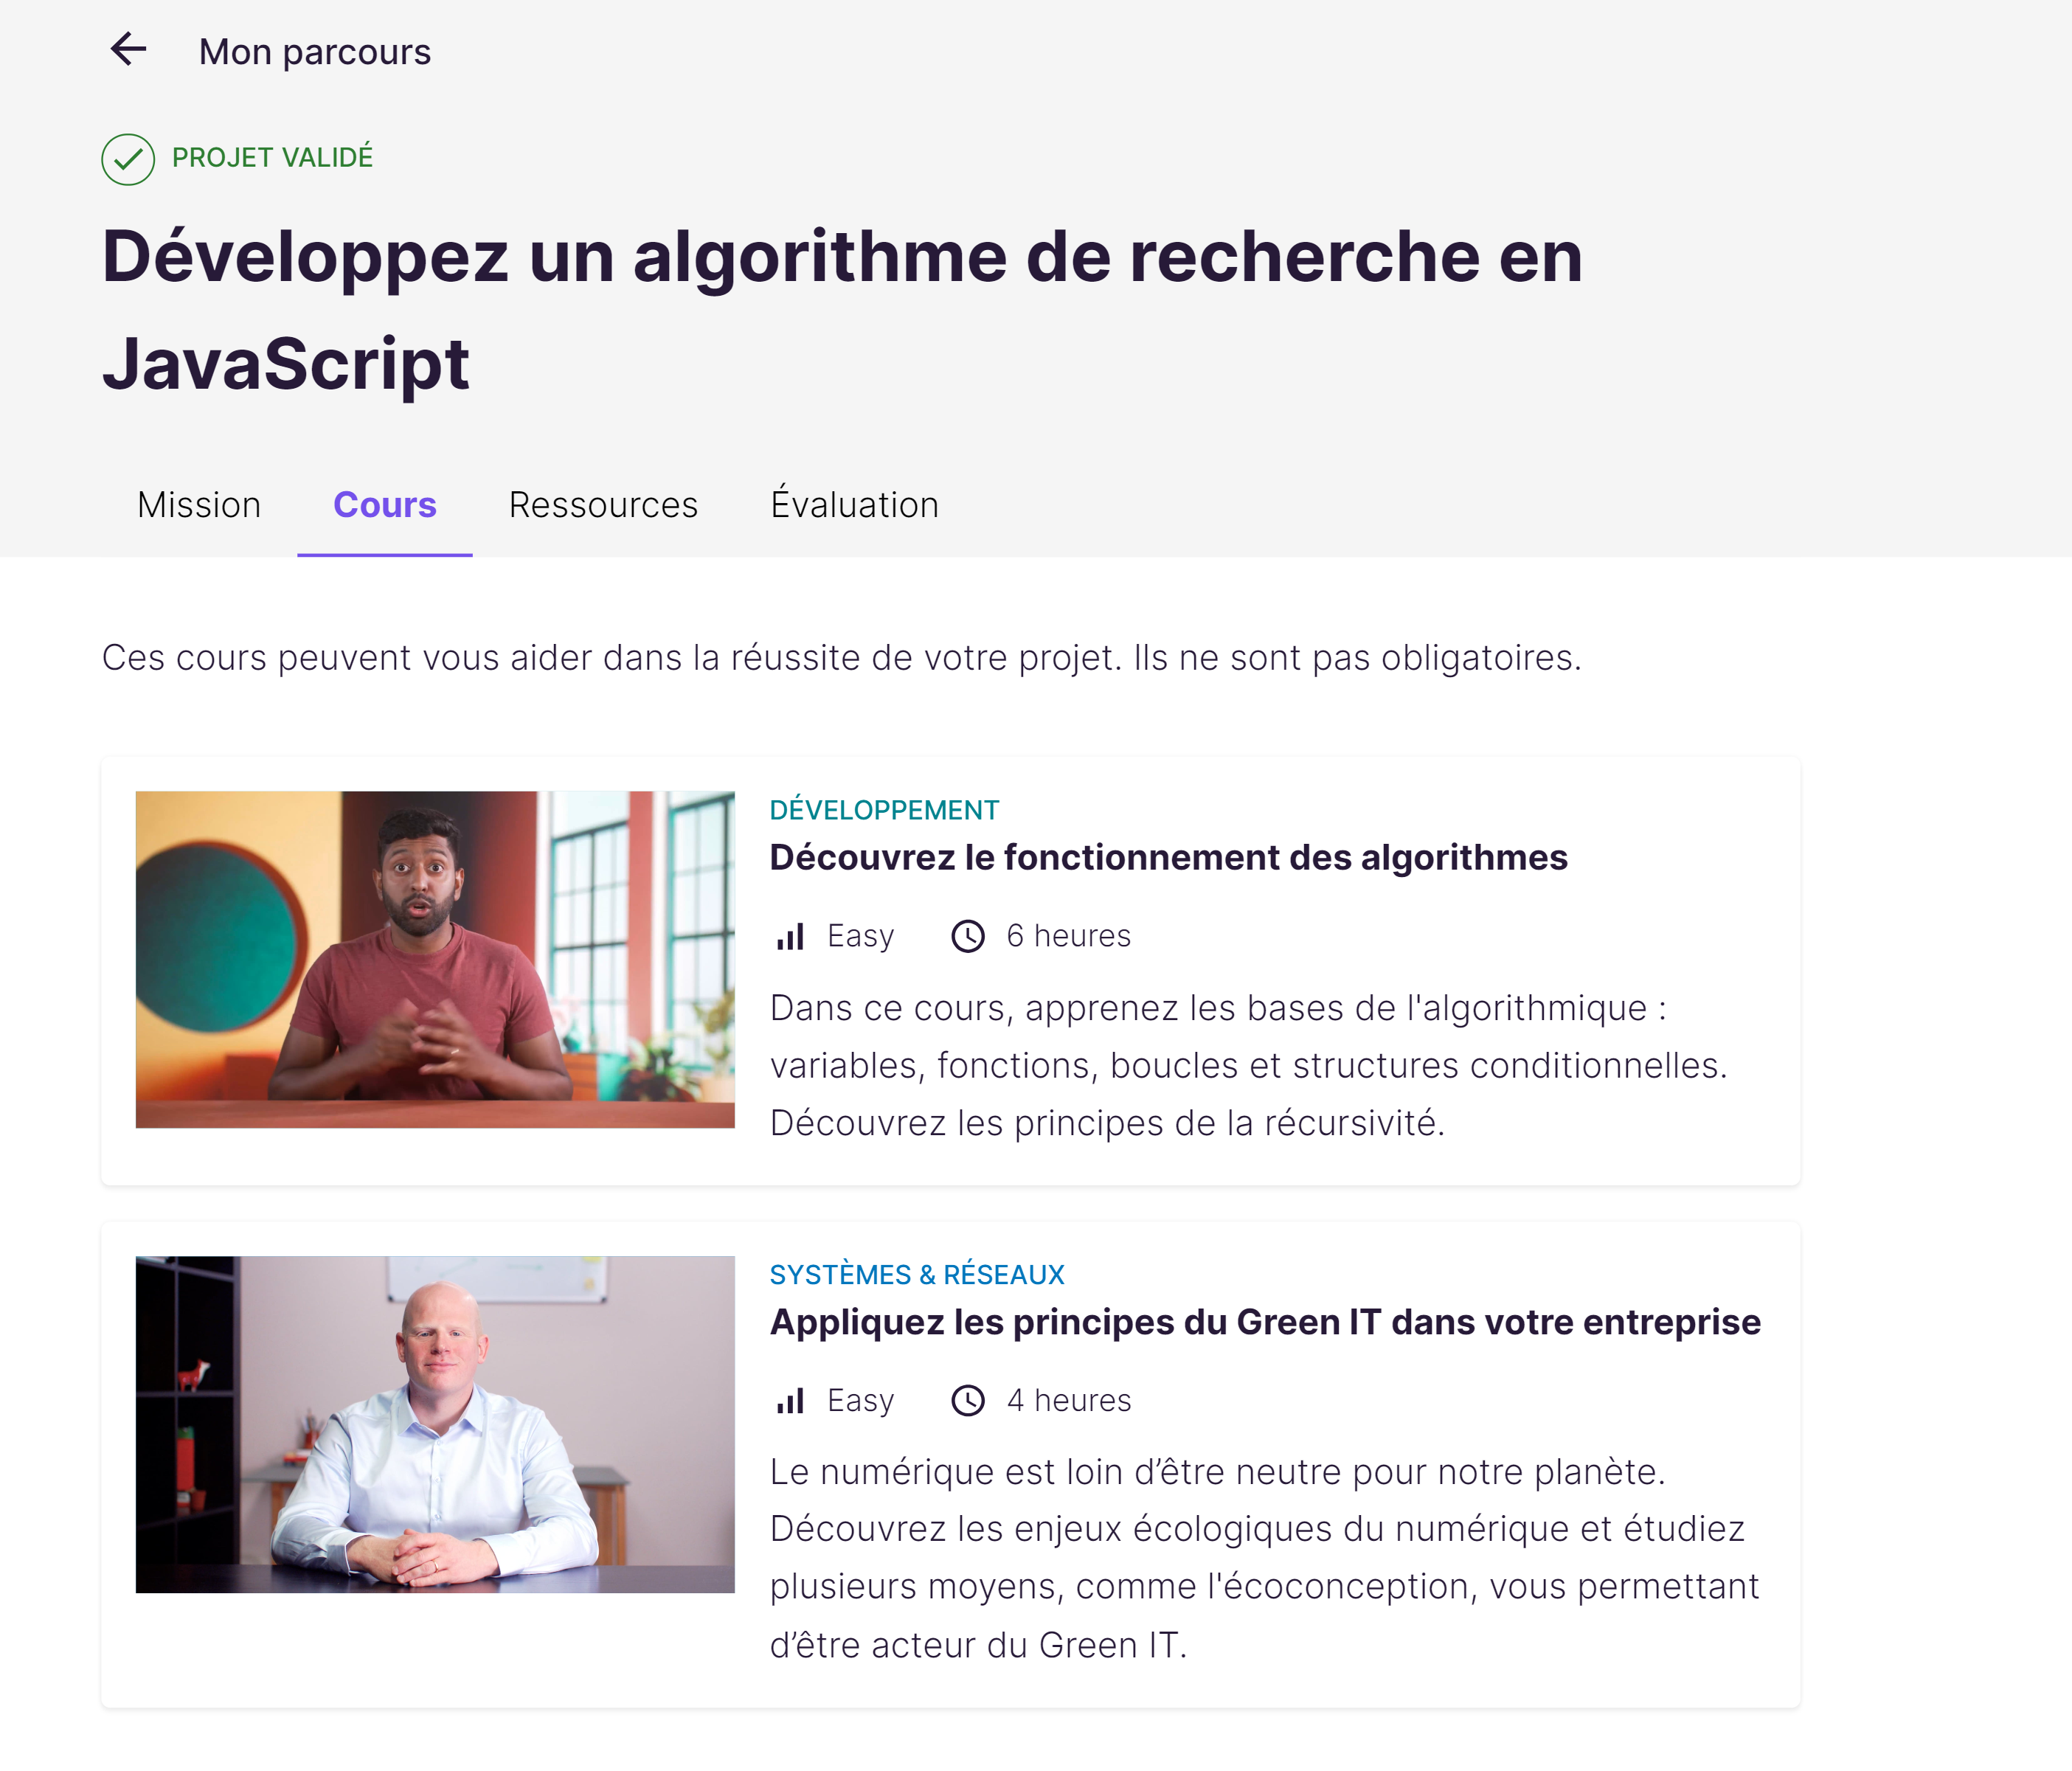 Mon parcours
PROJET VALIDÉ
Développez un algorithme de recherche en
JavaScript
Mission Cours Ressources Évaluation
Ces cours peuvent vous aider dans la réussite de votre projet. Ils ne sont pas obligatoires.
DÉVELOPPEMENT
Découvrez le fonctionnement des algorithmes
Easy 6 heures
Dans ce cours, apprenez les bases de l'algorithmique :
variables, fonctions, boucles et structures conditionnelles.
Découvrez les principes de la récursivité.
SYSTÈMES & RÉSEAUX
Appliquez les principes du Green IT dans votre entreprise
Easy 4 heures
Le numérique est loin d’être neutre pour notre planète.
Découvrez les enjeux écologiques du numérique et étudiez
plusieurs moyens, comme l'écoconception, vous permettant
d’être acteur du Green IT.